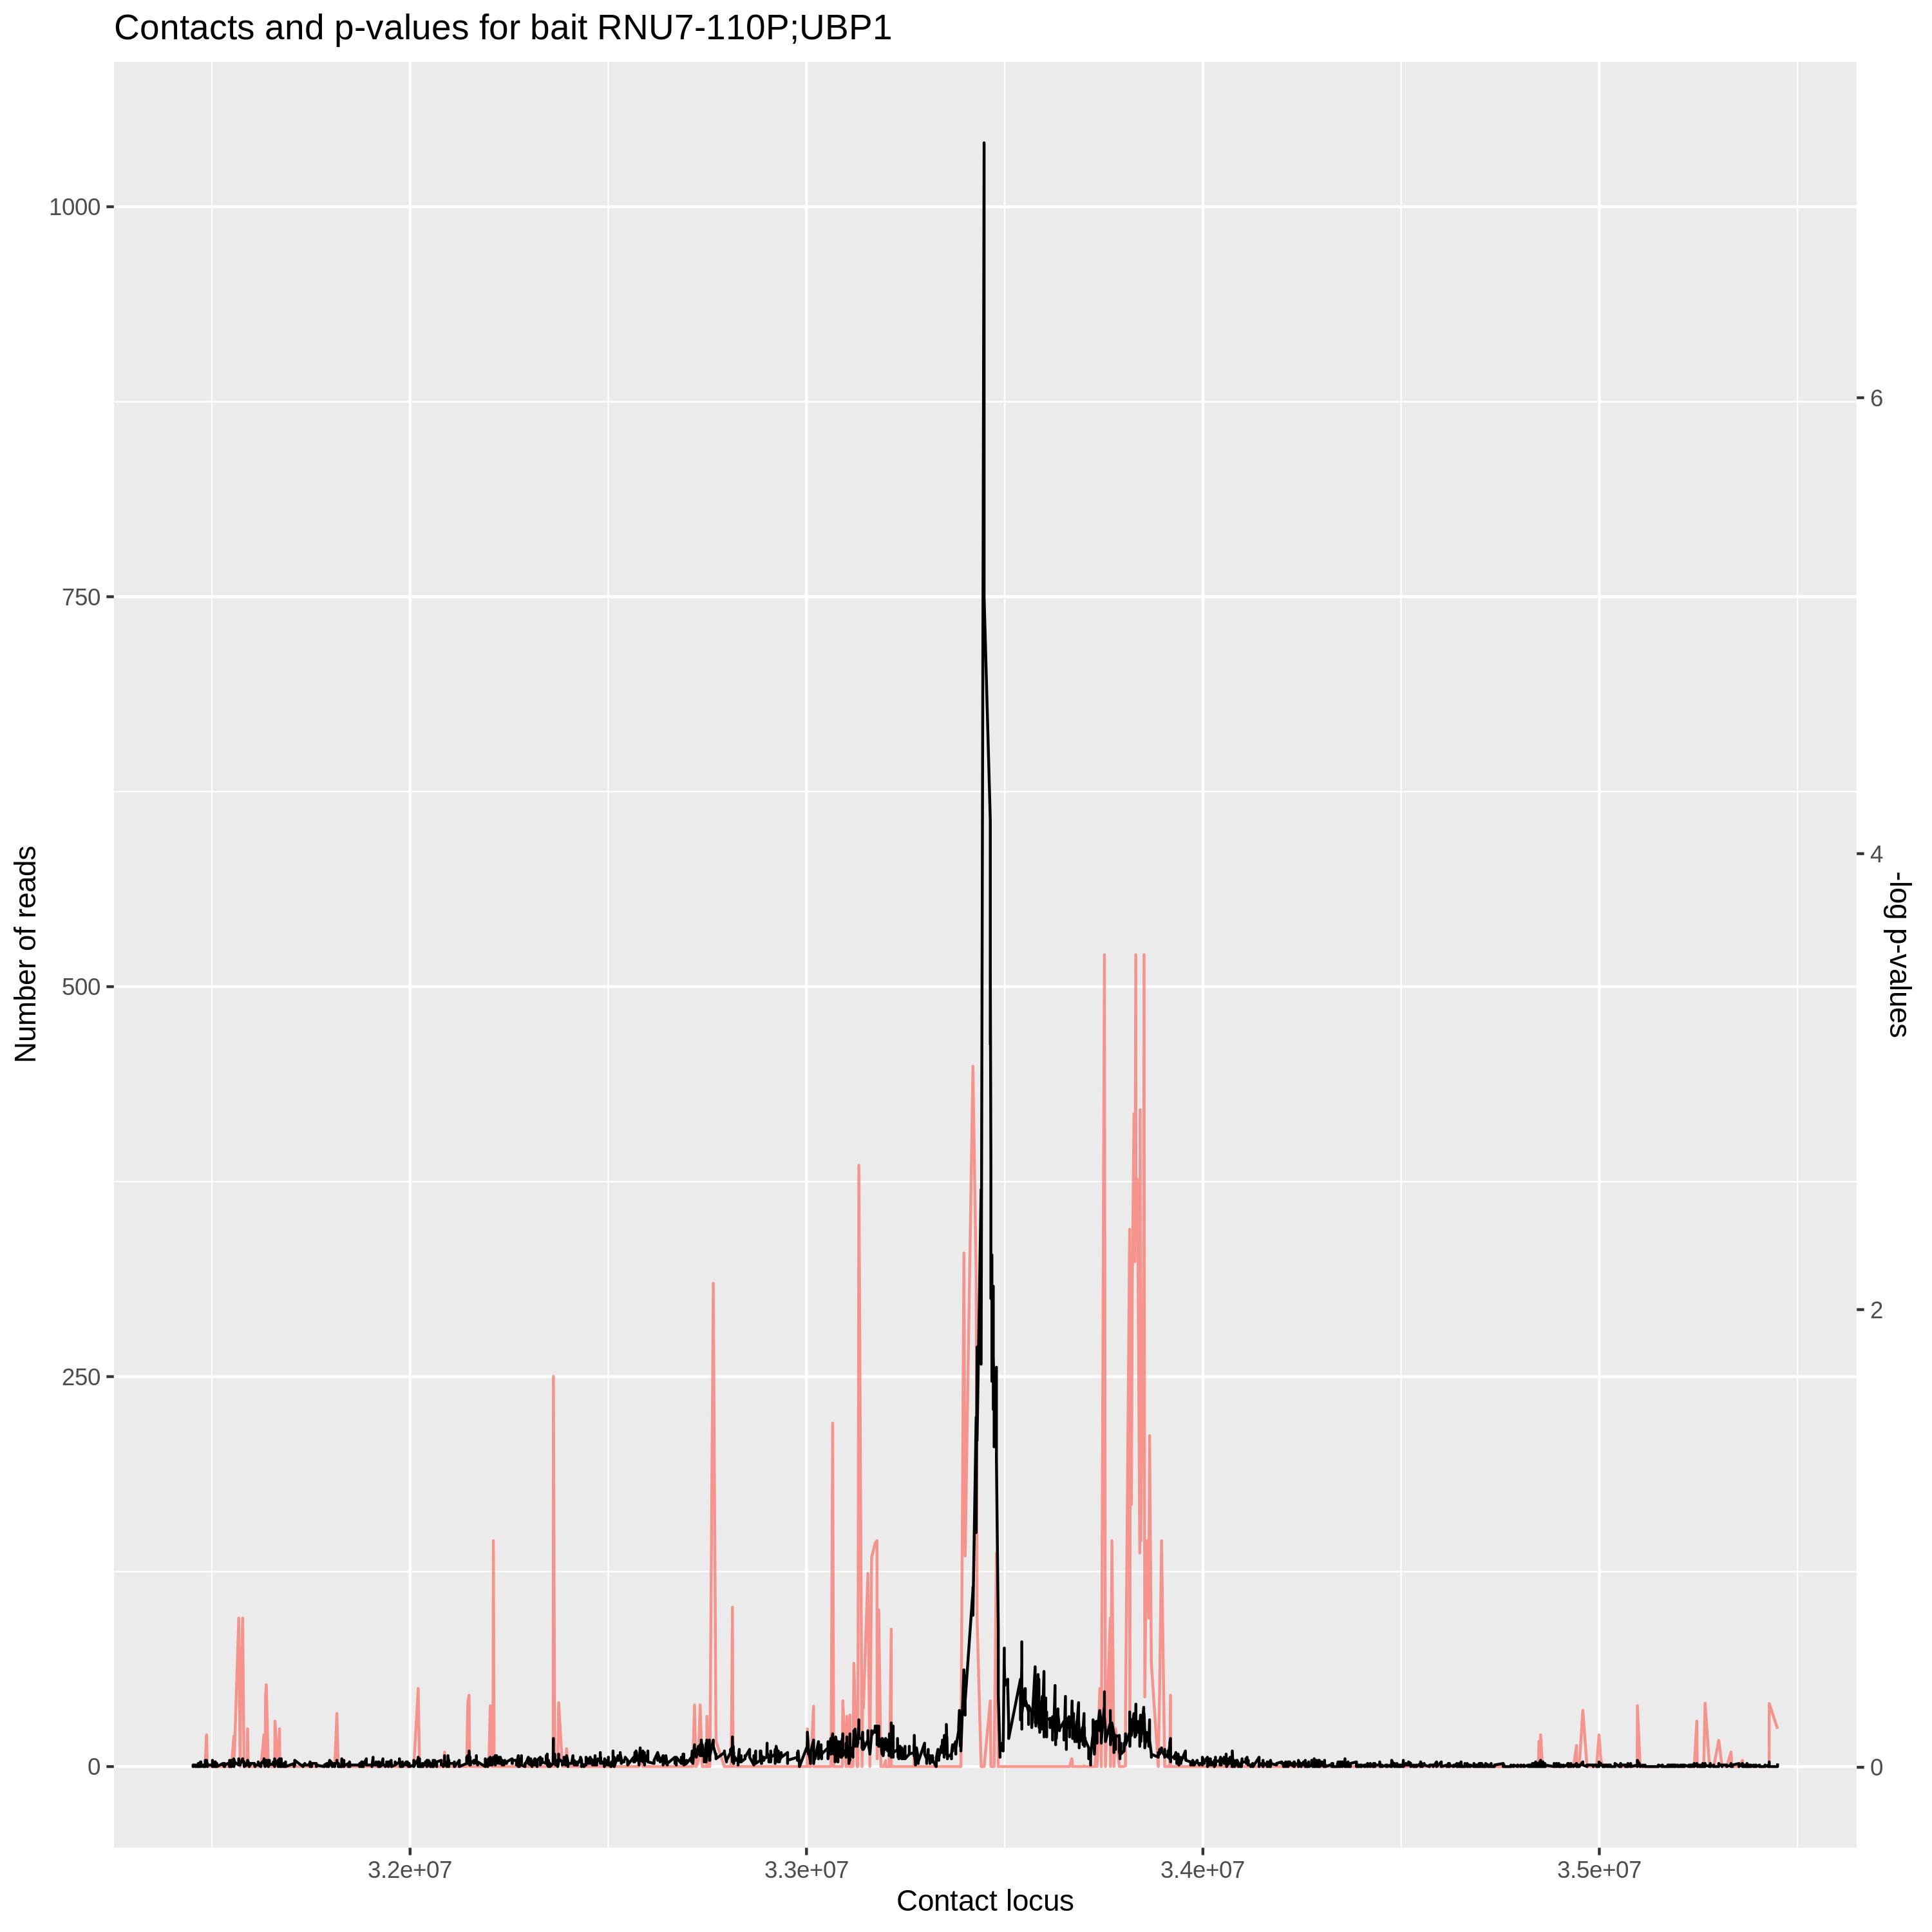 Contacts and p-values for bait RNU7-110P;UBP1
1000
750
500
250
0
Number of reads
6
4
2
0
-log p-values
3.2e+07
3.3e+07
3.4e+07
3.5e+07
Contact locus